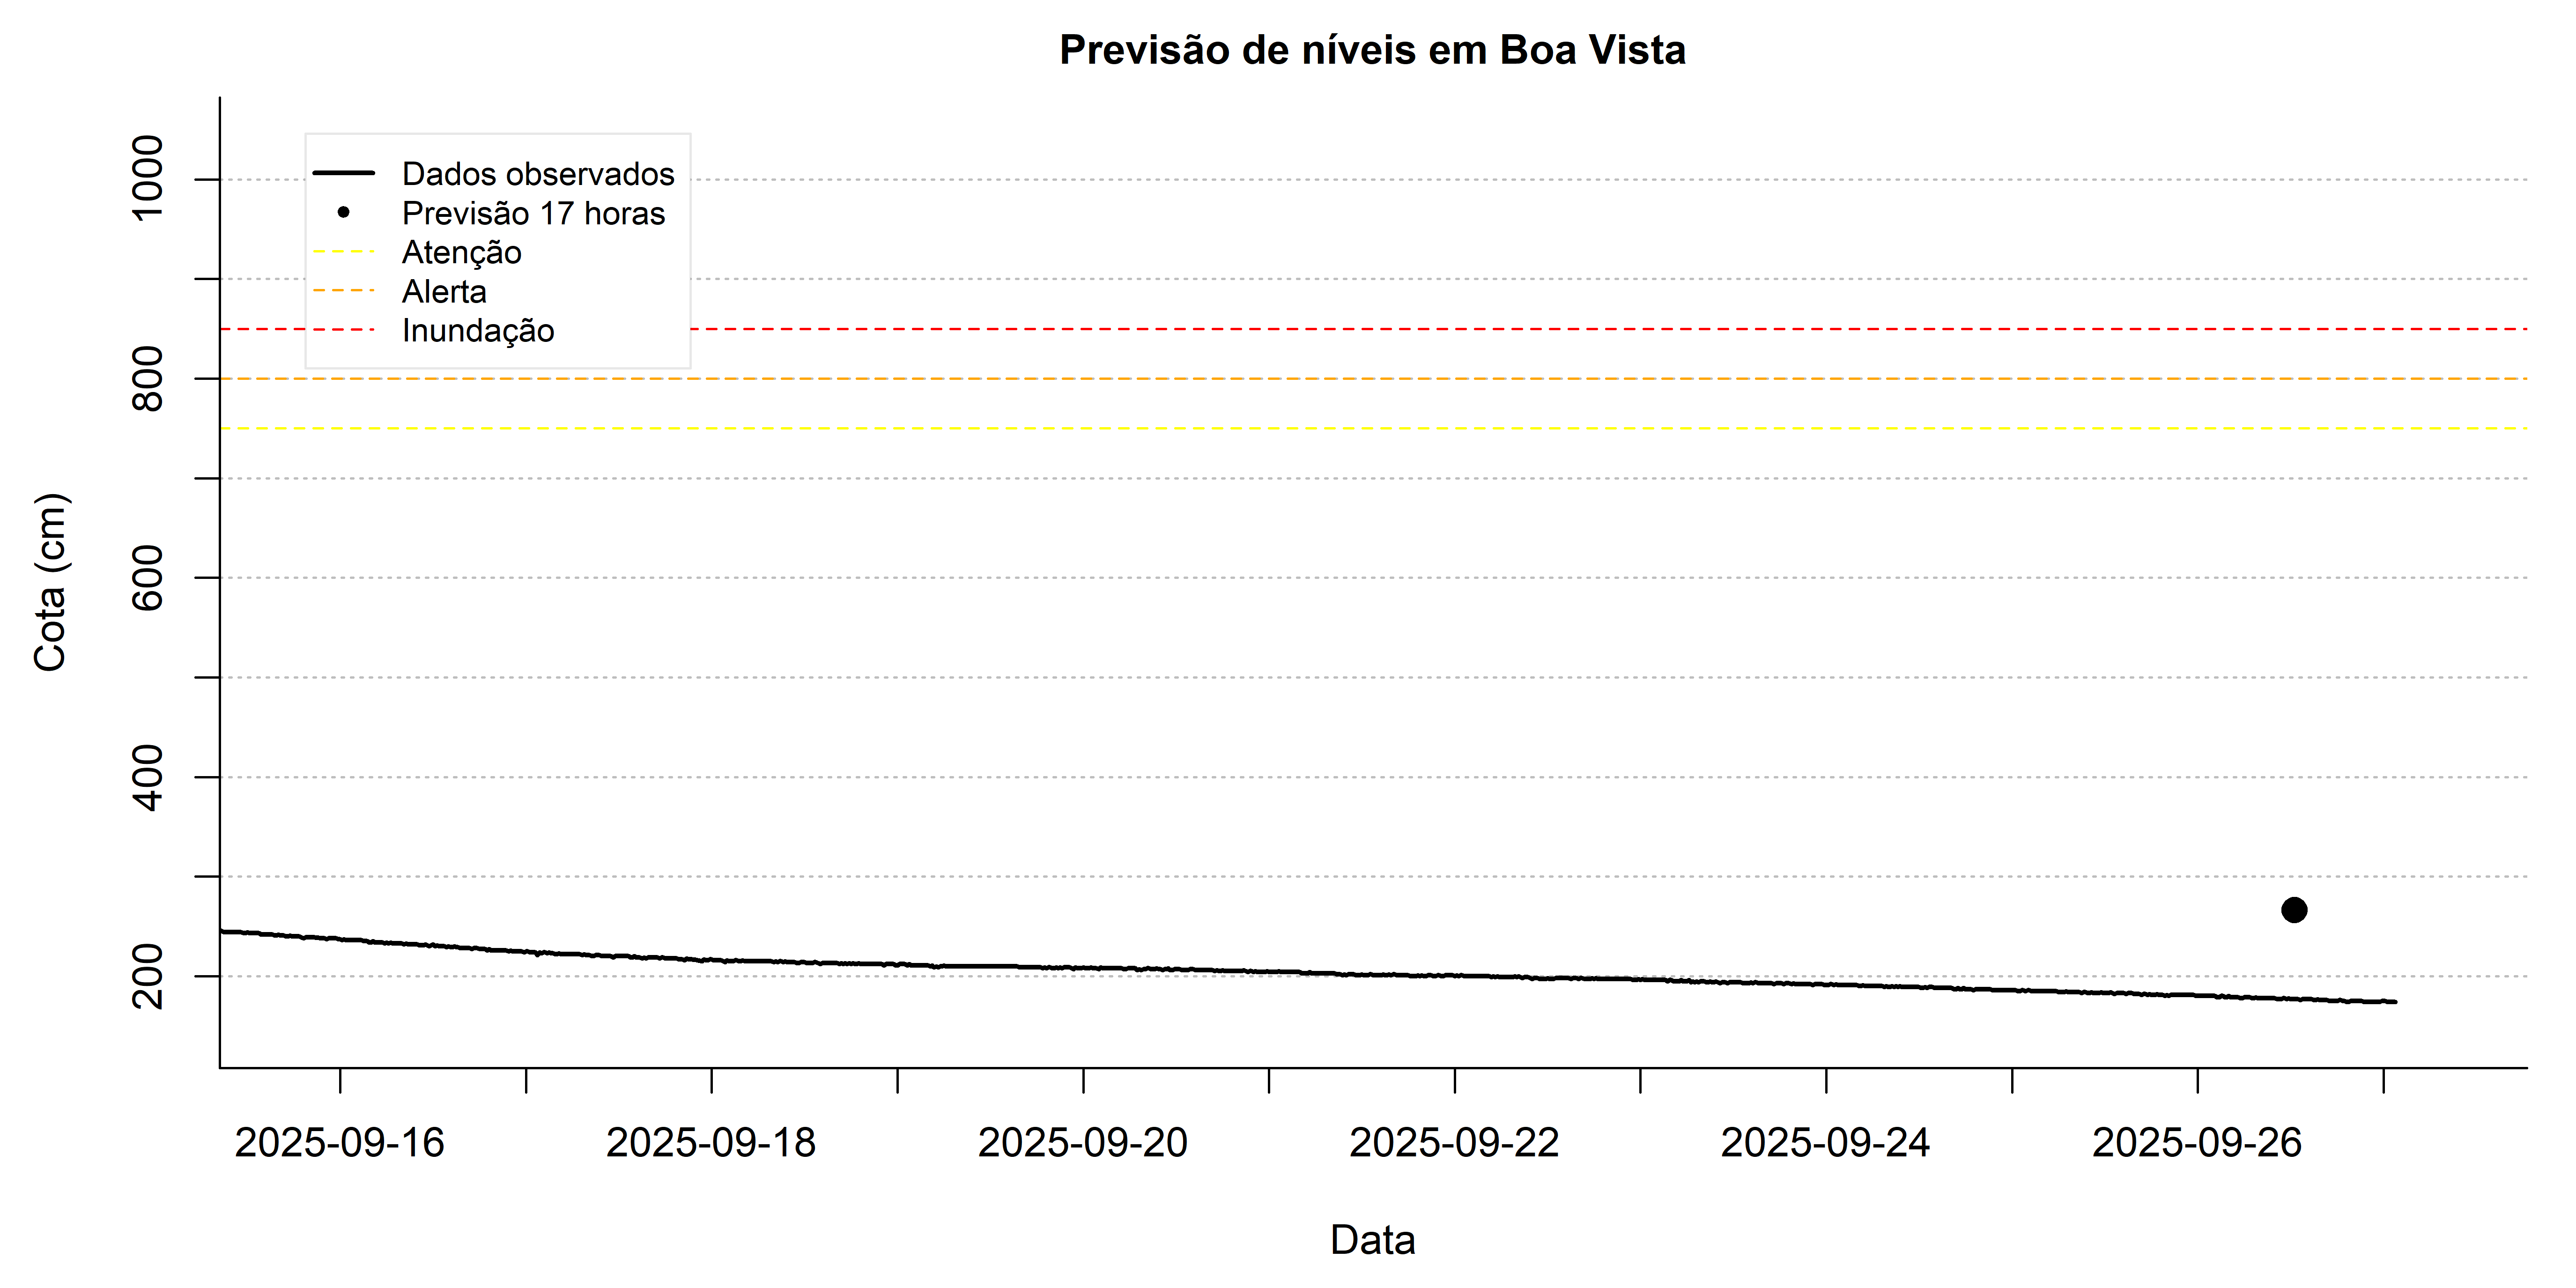 Previsão de níveis em Boa Vista
Dados observados
Previsão 17 horas
Atenção
Alerta
Inundação
Cota (cm)
1000
800
600
400
200
2025-09-16
2025-09-18
2025-09-20
2025-09-22
2025-09-24
2025-09-26
Data